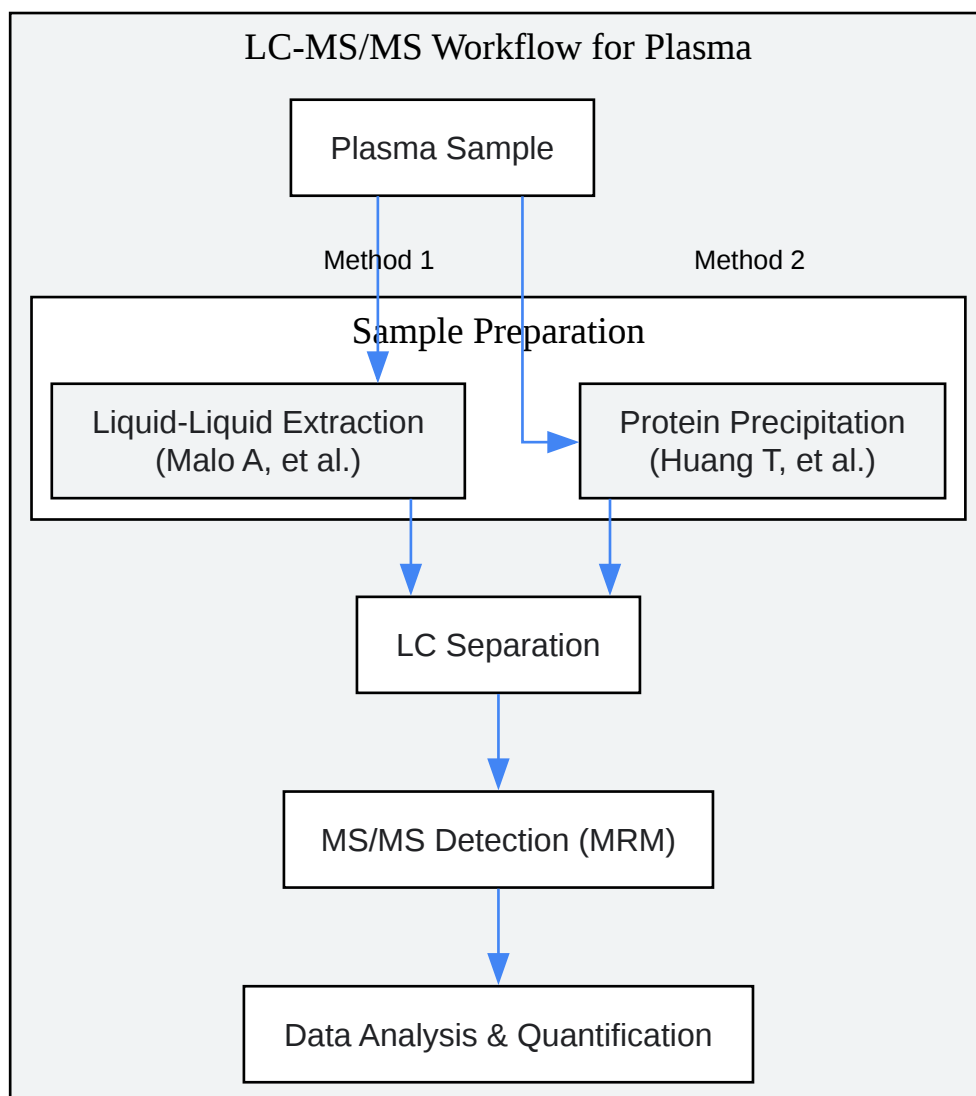 LC-MS/MS Workflow for Plasma
Plasma Sample
Method 1
Method 2
Sample Preparation
Liquid-Liquid Extraction
(Malo A, et al.)
Protein Precipitation
(Huang T, et al.)
LC Separation
MS/MS Detection (MRM)
Data Analysis & Quantification